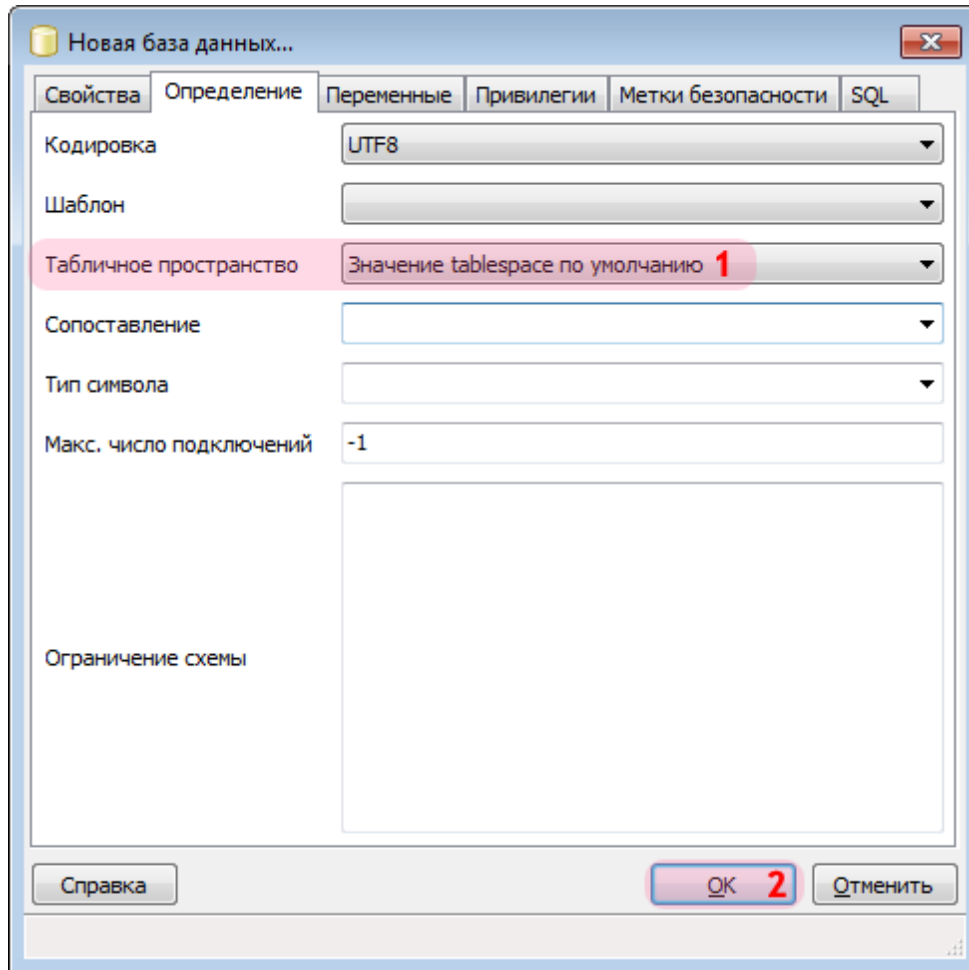 Новая база данных...
Свойства Определение Переменные Привилегии Метки безопасности SQL
Кодировка UTF8
Шаблон
Табличное пространство Значение tablespace по умолчанию 1
Сопоставление
Тип символа
Макс. число подключений -1
Ограничение схемы
Справка OK 2 Отменить